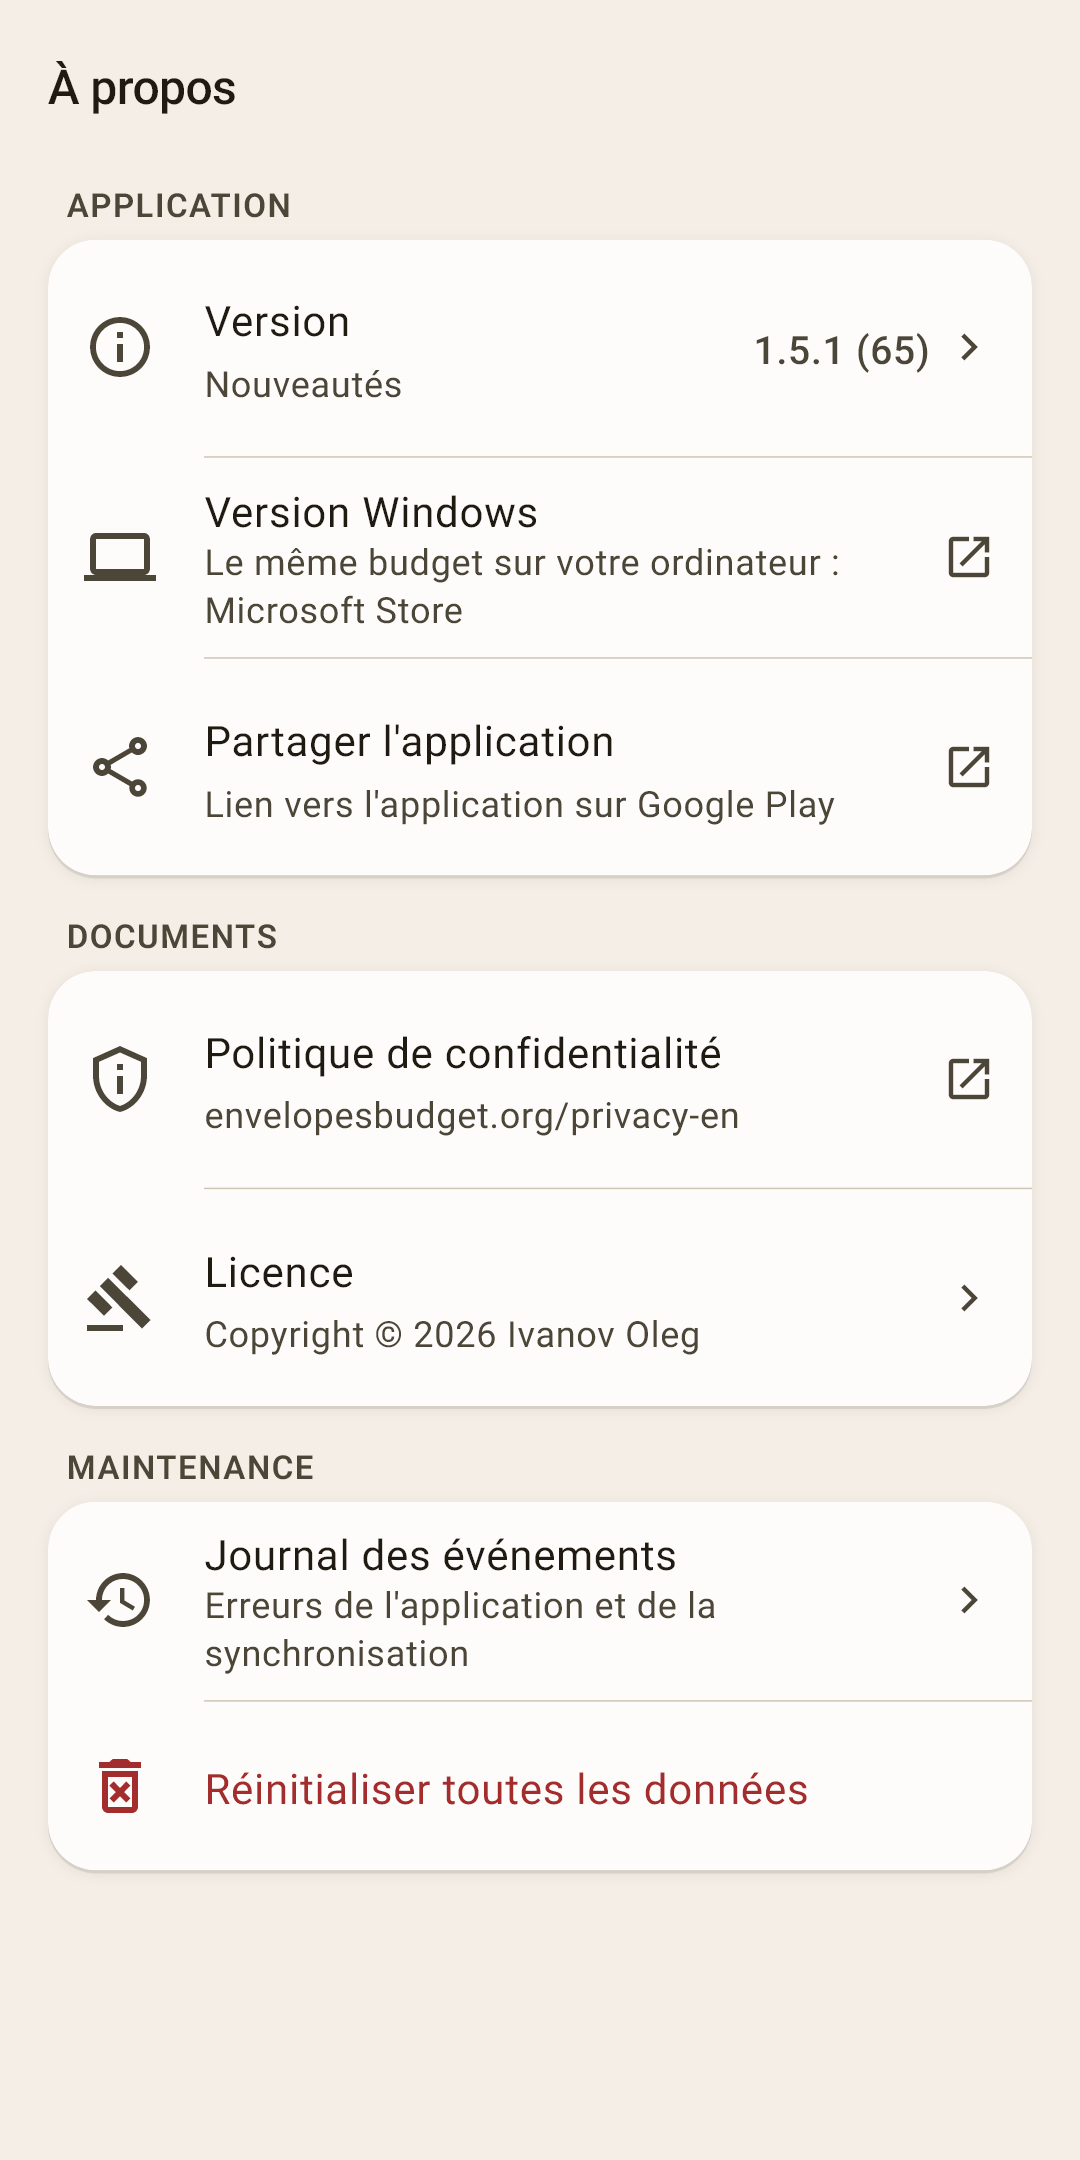 À propos
APPLICATION
Version
Nouveautés
1.5.1 (65)
Version Windows
Le même budget sur votre ordinateur :
Microsoft Store
Partager l'application
Lien vers l'application sur Google Play
DOCUMENTS
Politique de confidentialité
envelopesbudget.org/privacy-en
Licence
Copyright © 2026 Ivanov Oleg
MAINTENANCE
Journal des événements
Erreurs de l'application et de la
synchronisation
Réinitialiser toutes les données